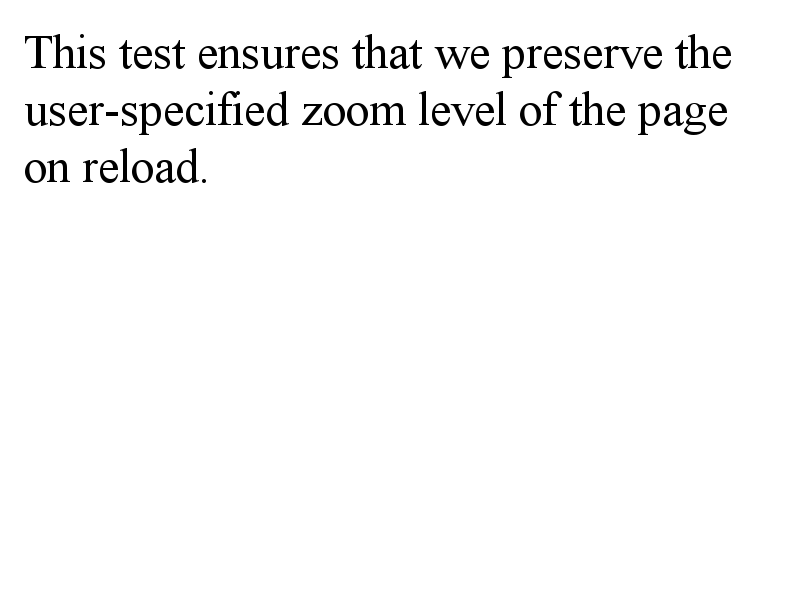 This test ensures that we preserve the
user-specified zoom level of the page
on reload.